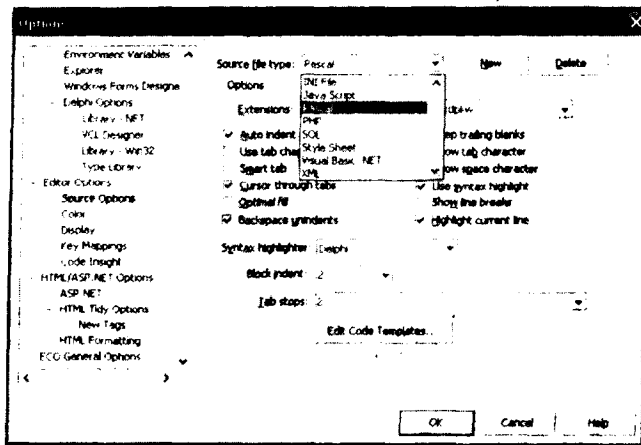 Options
Environment Variables
Explorer
Windows Forms Designe
Delphi Options
Library - .NET
VCL Designer
Library - Win32
Type Library
Editor Options
Source Options
Color
Display
Key Mappings
Code Insight
HTML/ASP.NET Options
ASP.NET
HTML Tidy Options
New Tags
HTML Formatting
ECO General Options
Source file type: Pascal
New
Delete
Options
INI File
Java Script
PHP
SQL
Style Sheet
Visual Basic .NET
XML
Extensions
Auto indent
Use tab cha
Smart tab
Cursor through tabs
Optimal fill
Backspace unindents
ep trailing blanks
ow tab character
ow space character
Use syntax highlight
Show line breaks
Highlight current line
Syntax highlighter Delphi
Block indent: 2
Tab stops: 2
Edit Code Templates...
OK
Cancel
Help